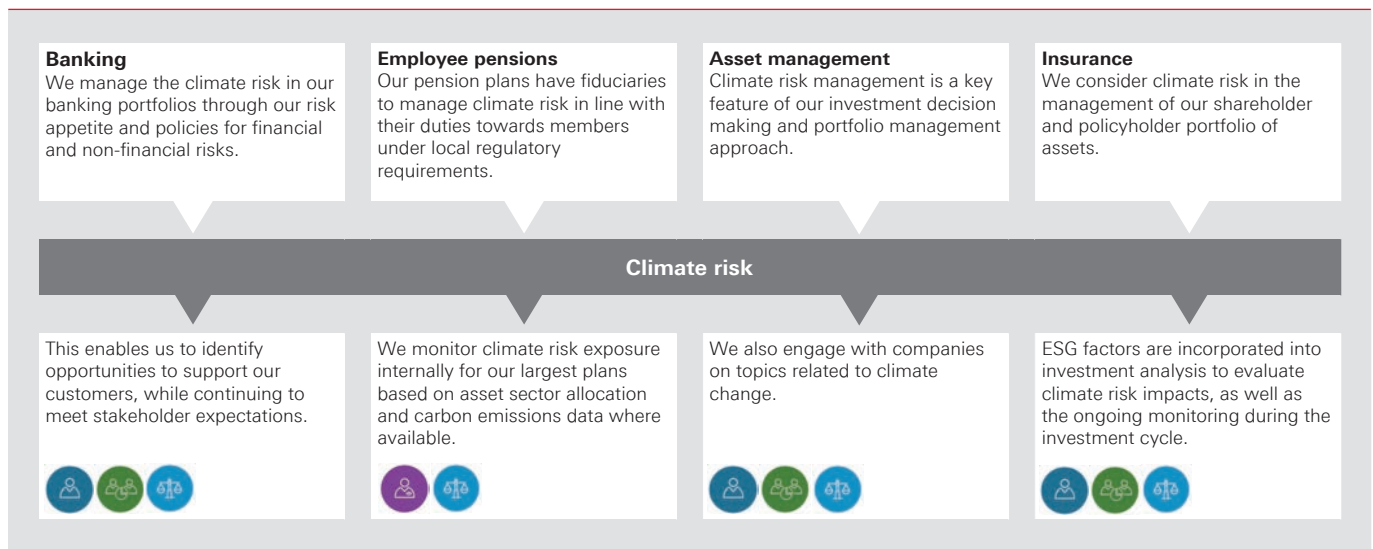 Banking
We manage the climate risk in our
banking portfolios through our risk
appetite and policies for financial
and non-financial risks.
Employee pensions
Our pension plans have fiduciaries
to manage climate risk in line with
their duties towards members
under local regulatory
requirements.
Asset management
Climate risk management is a key
feature of our investment decision
making and portfolio management
approach.
Insurance
We consider climate risk in the
management of our shareholder
and policyholder portfolio of
assets.
Climate risk
This enables us to identify
opportunities to support our
customers, while continuing to
meet stakeholder expectations.
We monitor climate risk exposure
internally for our largest plans
based on asset sector allocation
and carbon emissions data where
available.
We also engage with companies
on topics related to climate
change.
ESG factors are incorporated into
investment analysis to evaluate
climate risk impacts, as well as
the ongoing monitoring during the
investment cycle.